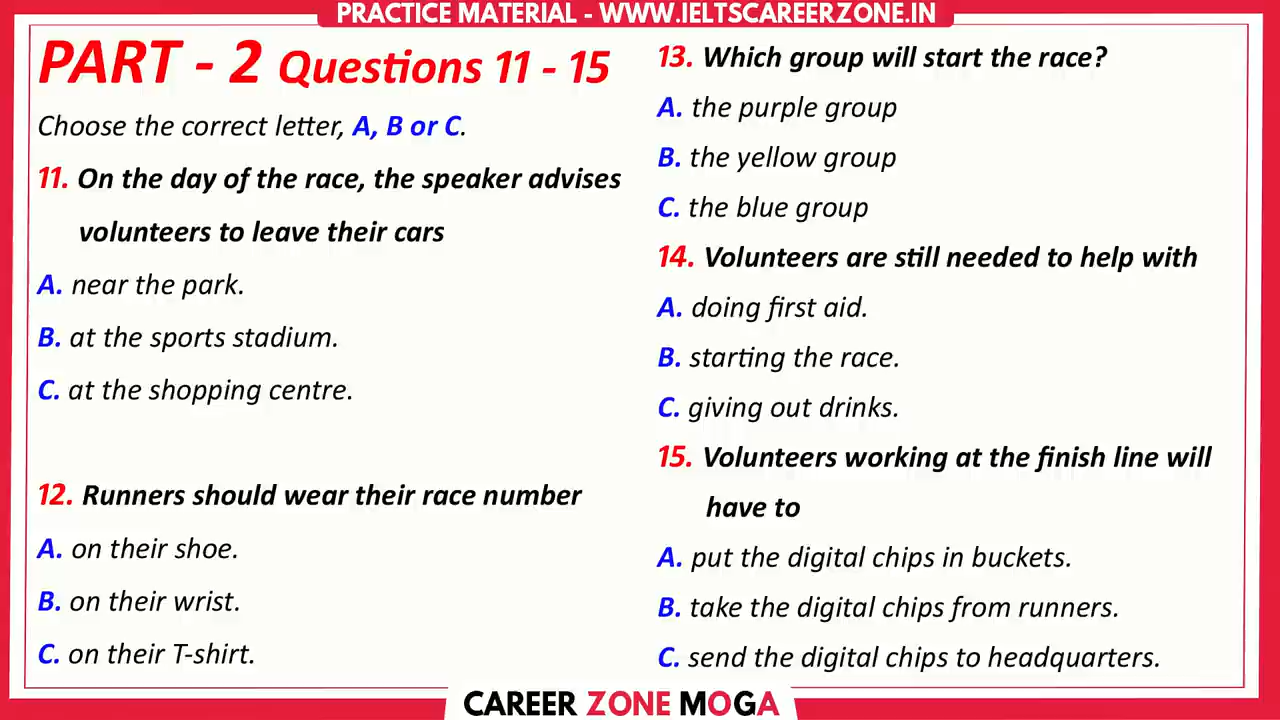 PRACTICE MATERIAL - WWW.IELTSCAREERZONE.IN
PART - 2 Questions 11 - 15
Choose the correct letter, A, B or C.
11. On the day of the race, the speaker advises
volunteers to leave their cars
A. near the park.
B. at the sports stadium.
C. at the shopping centre.
12. Runners should wear their race number
A. on their shoe.
B. on their wrist.
C. on their T-shirt.
13. Which group will start the race?
A. the purple group
B. the yellow group
C. the blue group
14. Volunteers are still needed to help with
A. doing first aid.
B. starting the race.
C. giving out drinks.
15. Volunteers working at the finish line will
have to
A. put the digital chips in buckets.
B. take the digital chips from runners.
C. send the digital chips to headquarters.
CAREER ZONE MOGA